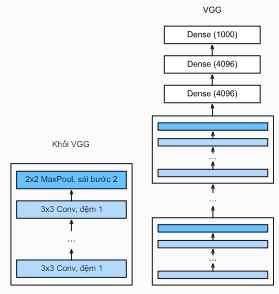 VGG
Dense (1000)
Dense (4096)
Dense (4096)
...
...
...
Khối VGG
2x2 MaxPool, sải bước 2
3x3 Conv, đệm 1
...
3x3 Conv, đệm 1